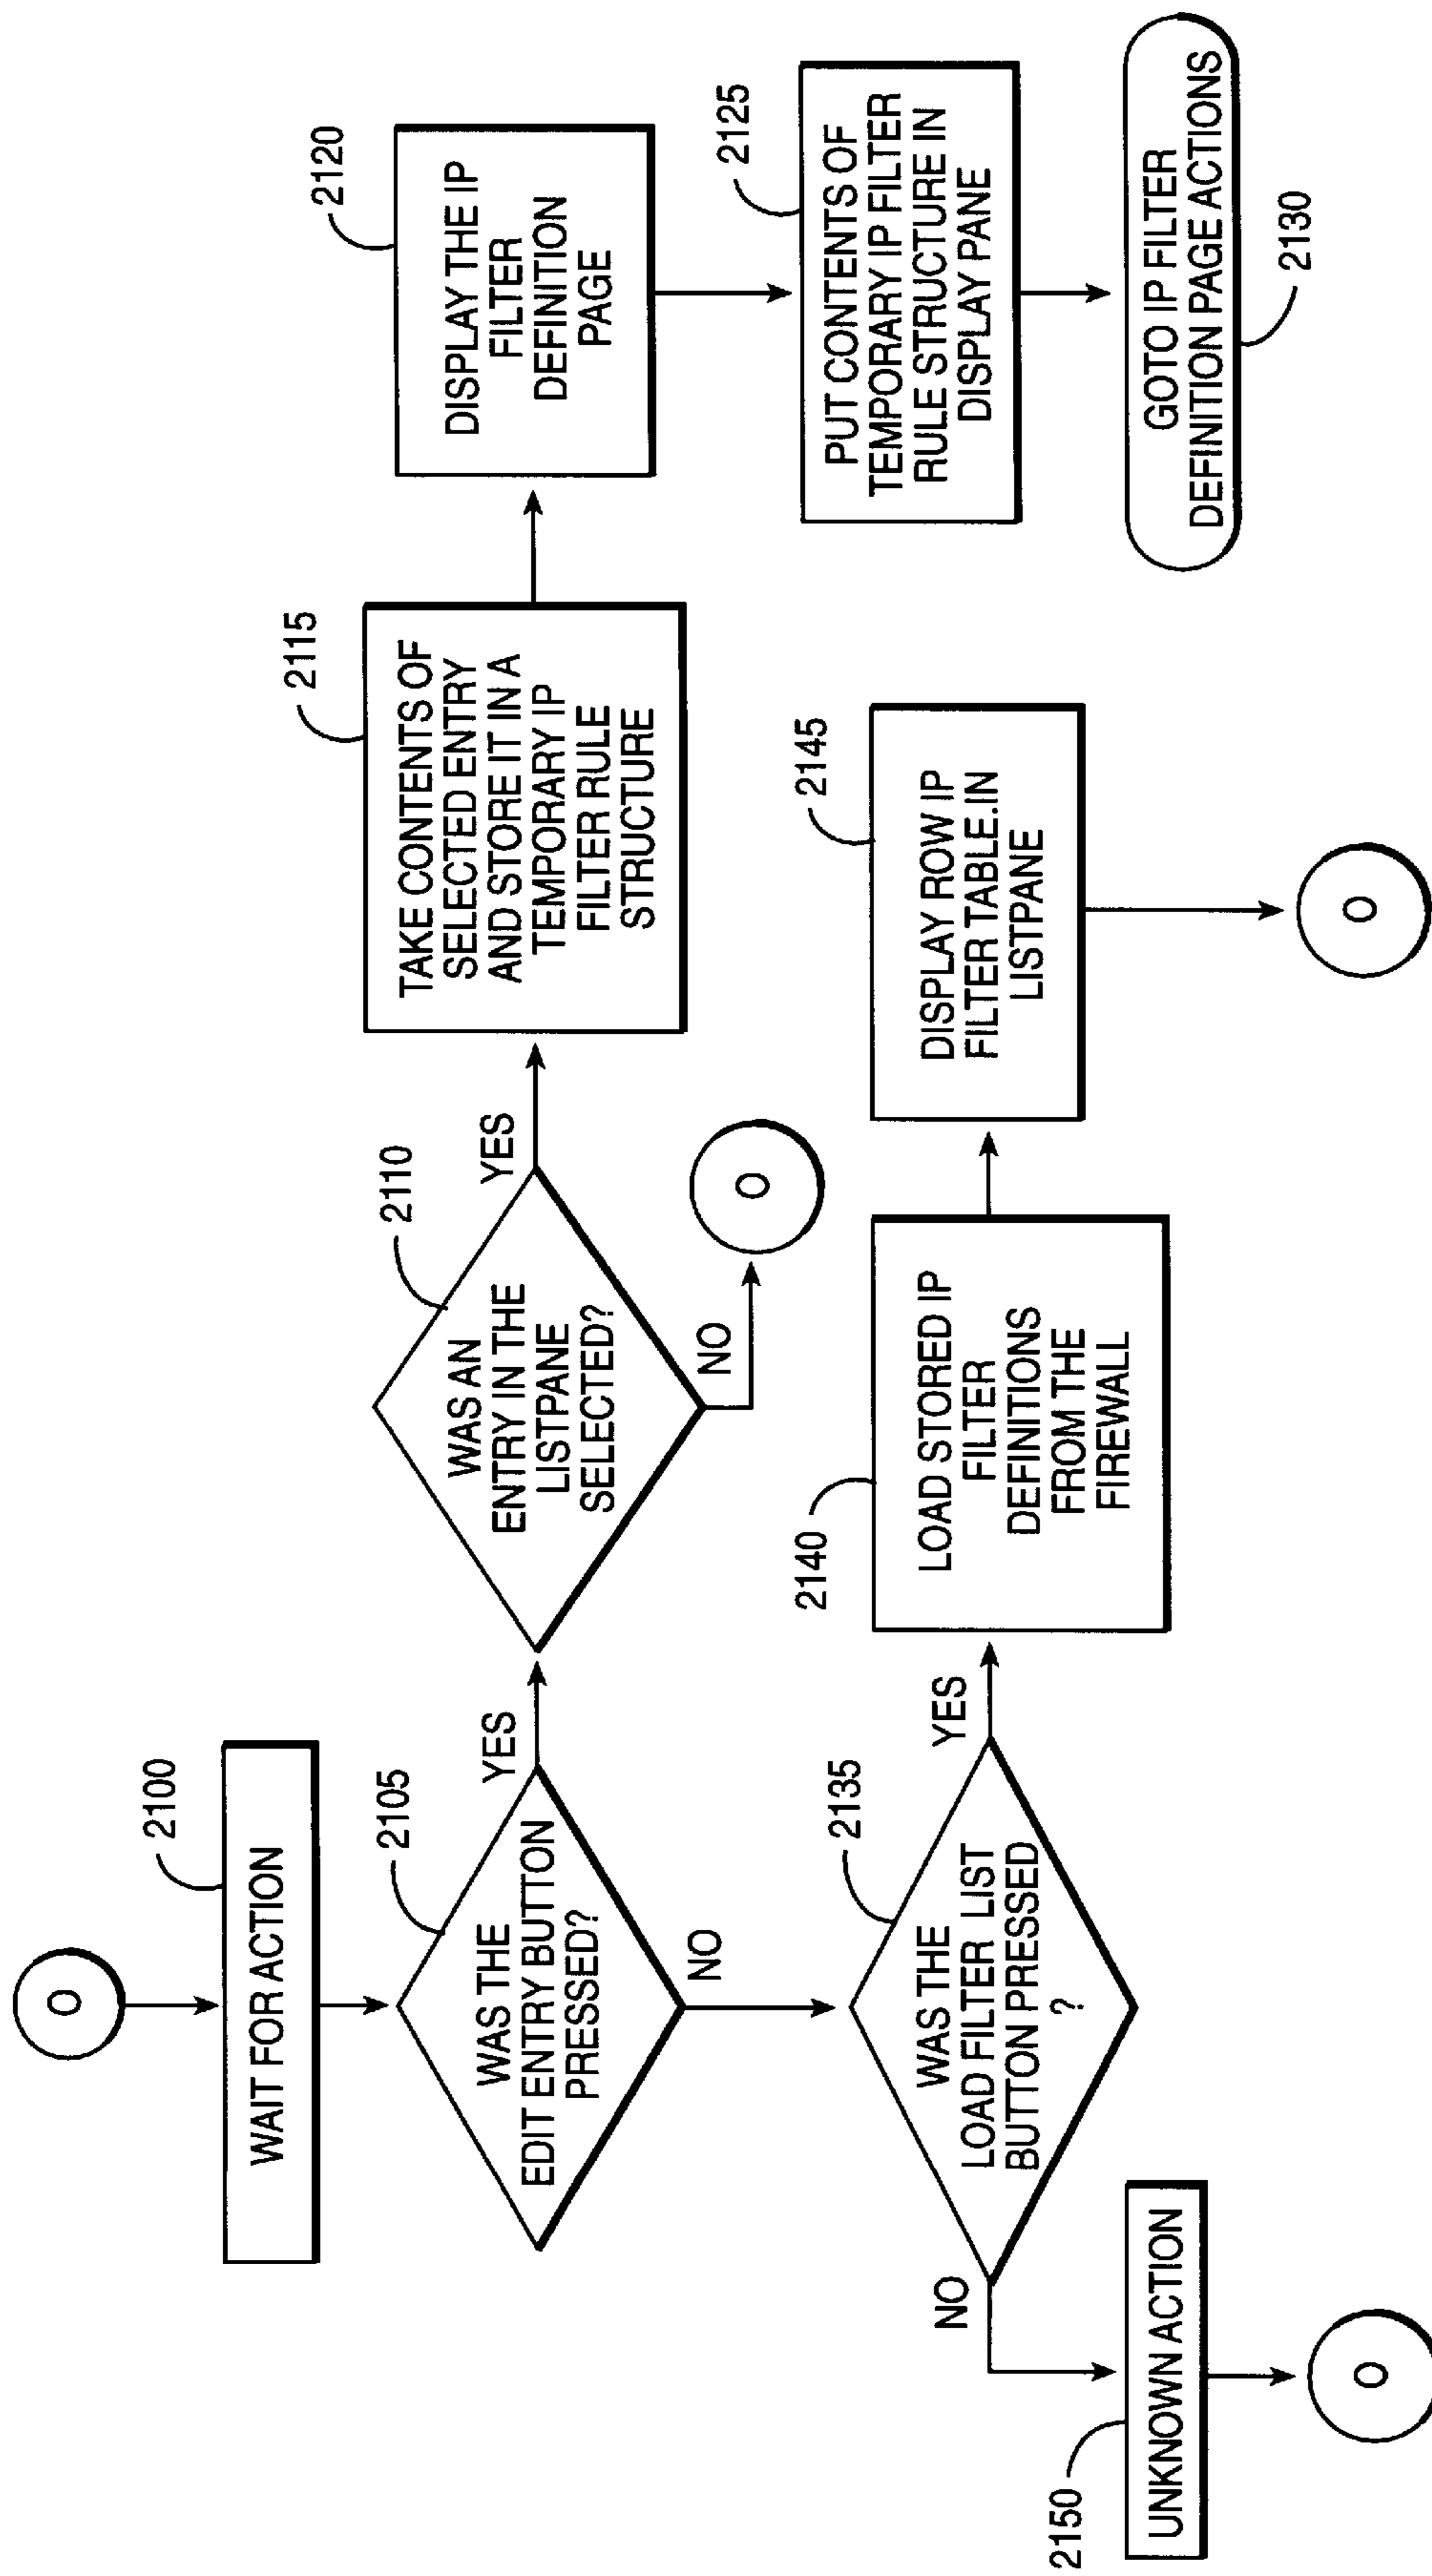 O
2100
WAIT FOR ACTION
2105
WAS THE
EDIT ENTRY BUTTON
PRESSED?
YES
NO
2110
WAS AN
ENTRY IN THE
LISTPANE
SELECTED?
YES
NO
O
2115
TAKE CONTENTS OF
SELECTED ENTRY
AND STORE IT IN A
TEMPORARY IP
FILTER RULE
STRUCTURE
2120
DISPLAY THE IP
FILTER
DEFINITION
PAGE
2125
PUT CONTENTS OF
TEMPORARY IP FILTER
RULE STRUCTURE IN
DISPLAY PANE
GOTO IP FILTER
DEFINITION PAGE ACTIONS
2130
2135
WAS THE
LOAD FILTER LIST
BUTTON PRESSED
?
YES
NO
2140
LOAD STORED IP
FILTER
DEFINITIONS
FROM THE
FIREWALL
2145
DISPLAY ROW IP
FILTER TABLE.IN
LISTPANE
O
2150
UNKNOWN ACTION
O